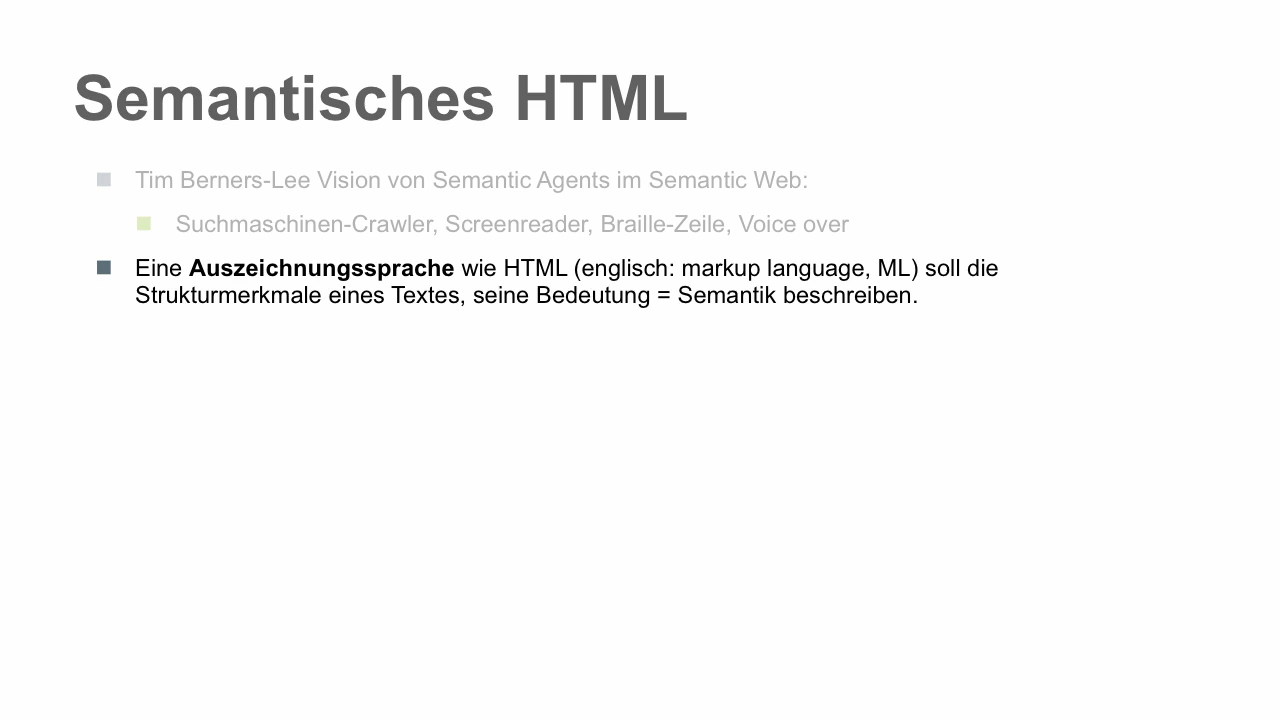 Semantisches HTML
Tim Berners-Lee Vision von Semantic Agents im Semantic Web:
Suchmaschinen-Crawler, Screenreader, Braille-Zeile, Voice over
Eine Auszeichnungssprache wie HTML (englisch: markup language, ML) soll die
Strukturmerkmale eines Textes, seine Bedeutung = Semantik beschreiben.